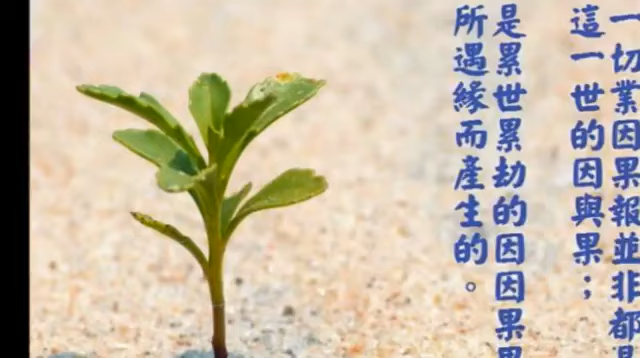 一切業因果報並非都
這一世的因與果；
是累世累劫的因因果
所遇緣而產生的。